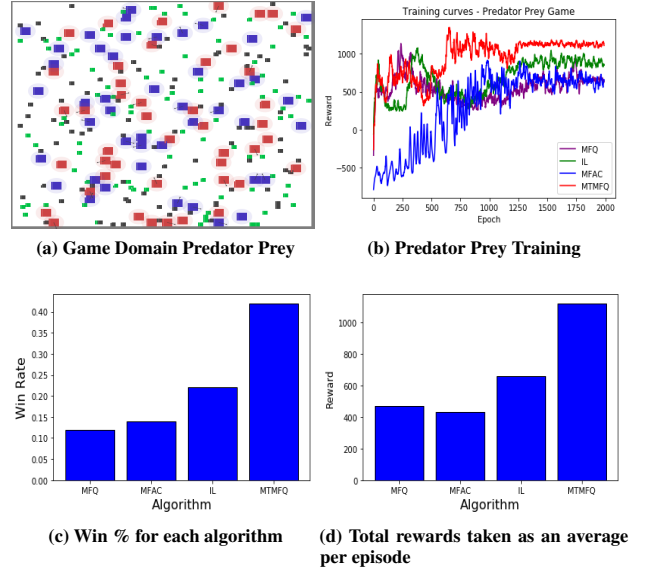 Training curves - Predator Prey Game
1000
500
0
−500
Reward
0 250 500 750 1000 1250 1500 1750 2000
Epoch
MFQ
IL
MFAC
MTMFQ
(a) Game Domain Predator Prey
(b) Predator Prey Training
0.40
0.35
0.30
0.25
0.20
0.15
0.10
0.05
0.00
Win Rate
MFQ MFAC IL MTMFQ
Algorithm
1000
800
600
400
200
0
Reward
MFQ MFAC IL MTMFQ
Algorithm
(c) Win % for each algorithm
(d) Total rewards taken as an average
per episode